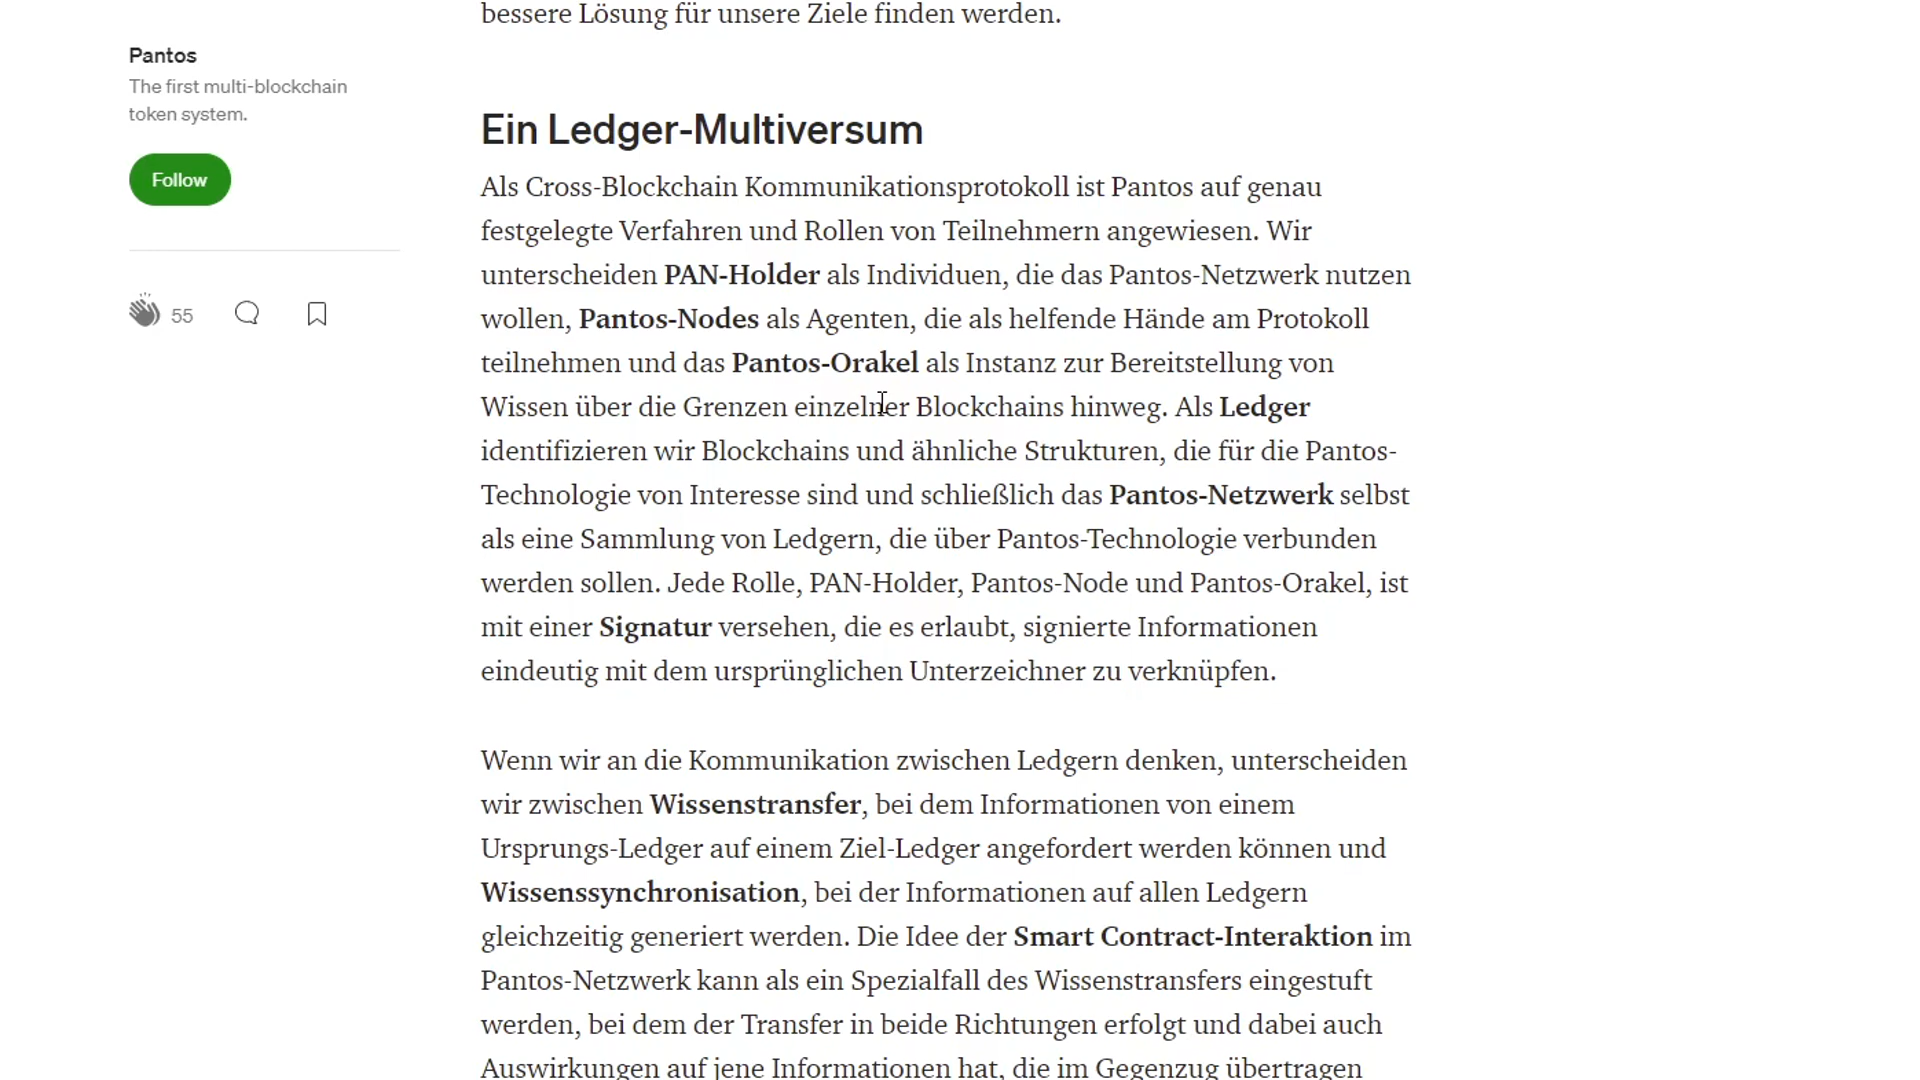 bessere Lösung für unsere Ziele finden werden.
Pantos
The first multi-blockchain
token system.
Follow
55
Ein Ledger-Multiversum
Als Cross-Blockchain Kommunikationsprotokoll ist Pantos auf genau
festgelegte Verfahren und Rollen von Teilnehmern angewiesen. Wir
unterscheiden PAN-Holder als Individuen, die das Pantos-Netzwerk nutzen
wollen, Pantos-Nodes als Agenten, die als helfende Hände am Protokoll
teilnehmen und das Pantos-Orakel als Instanz zur Bereitstellung von
Wissen über die Grenzen einzelner Blockchains hinweg. Als Ledger
identifizieren wir Blockchains und ähnliche Strukturen, die für die Pantos-
Technologie von Interesse sind und schließlich das Pantos-Netzwerk selbst
als eine Sammlung von Ledgern, die über Pantos-Technologie verbunden
werden sollen. Jede Rolle, PAN-Holder, Pantos-Node und Pantos-Orakel, ist
mit einer Signatur versehen, die es erlaubt, signierte Informationen
eindeutig mit dem ursprünglichen Unterzeichner zu verknüpfen.
Wenn wir an die Kommunikation zwischen Ledgern denken, unterscheiden
wir zwischen Wissenstransfer, bei dem Informationen von einem
Ursprungs-Ledger auf einem Ziel-Ledger angefordert werden können und
Wissenssynchronisation, bei der Informationen auf allen Ledgern
gleichzeitig generiert werden. Die Idee der Smart Contract-Interaktion im
Pantos-Netzwerk kann als ein Spezialfall des Wissenstransfers eingestuft
werden, bei dem der Transfer in beide Richtungen erfolgt und dabei auch
Auswirkungen auf jene Informationen hat, die im Gegenzug übertragen